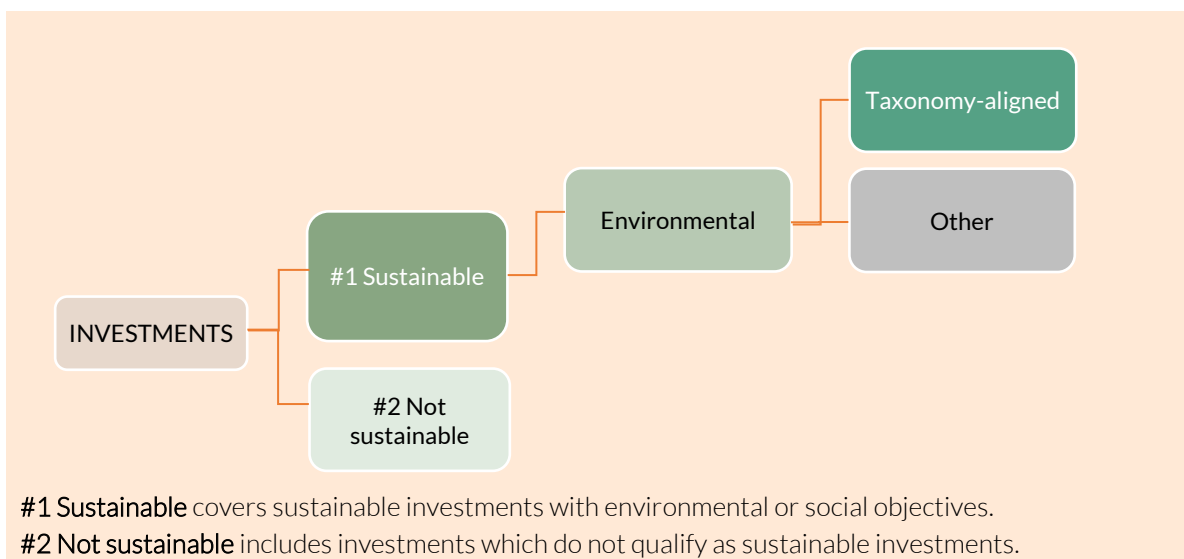 Taxonomy-aligned
Environmental
Other
#1 Sustainable
INVESTMENTS
#2 Not
sustainable
#1 Sustainable covers sustainable investments with environmental or social objectives.
#2 Not sustainable includes investments which do not qualify as sustainable investments.